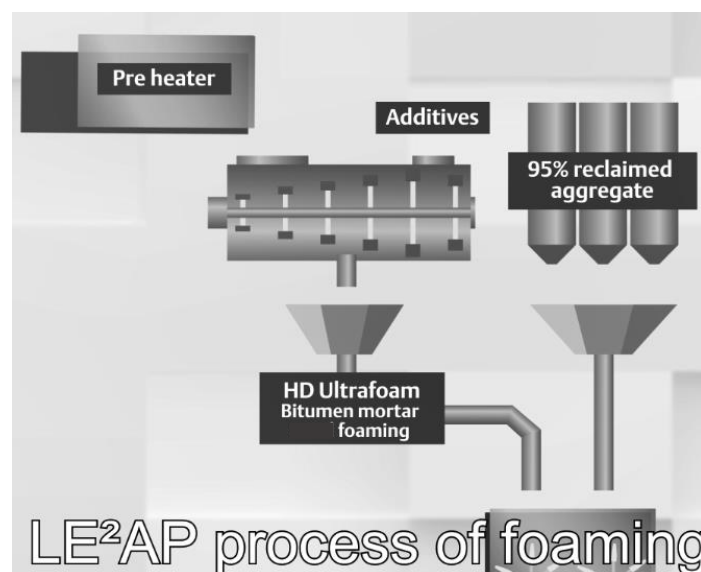 Pre heater
Additives
95% reclaimed
aggregate
HD Ultrafoam
Bitumen mortar
foaming
LE²AP process of foaming